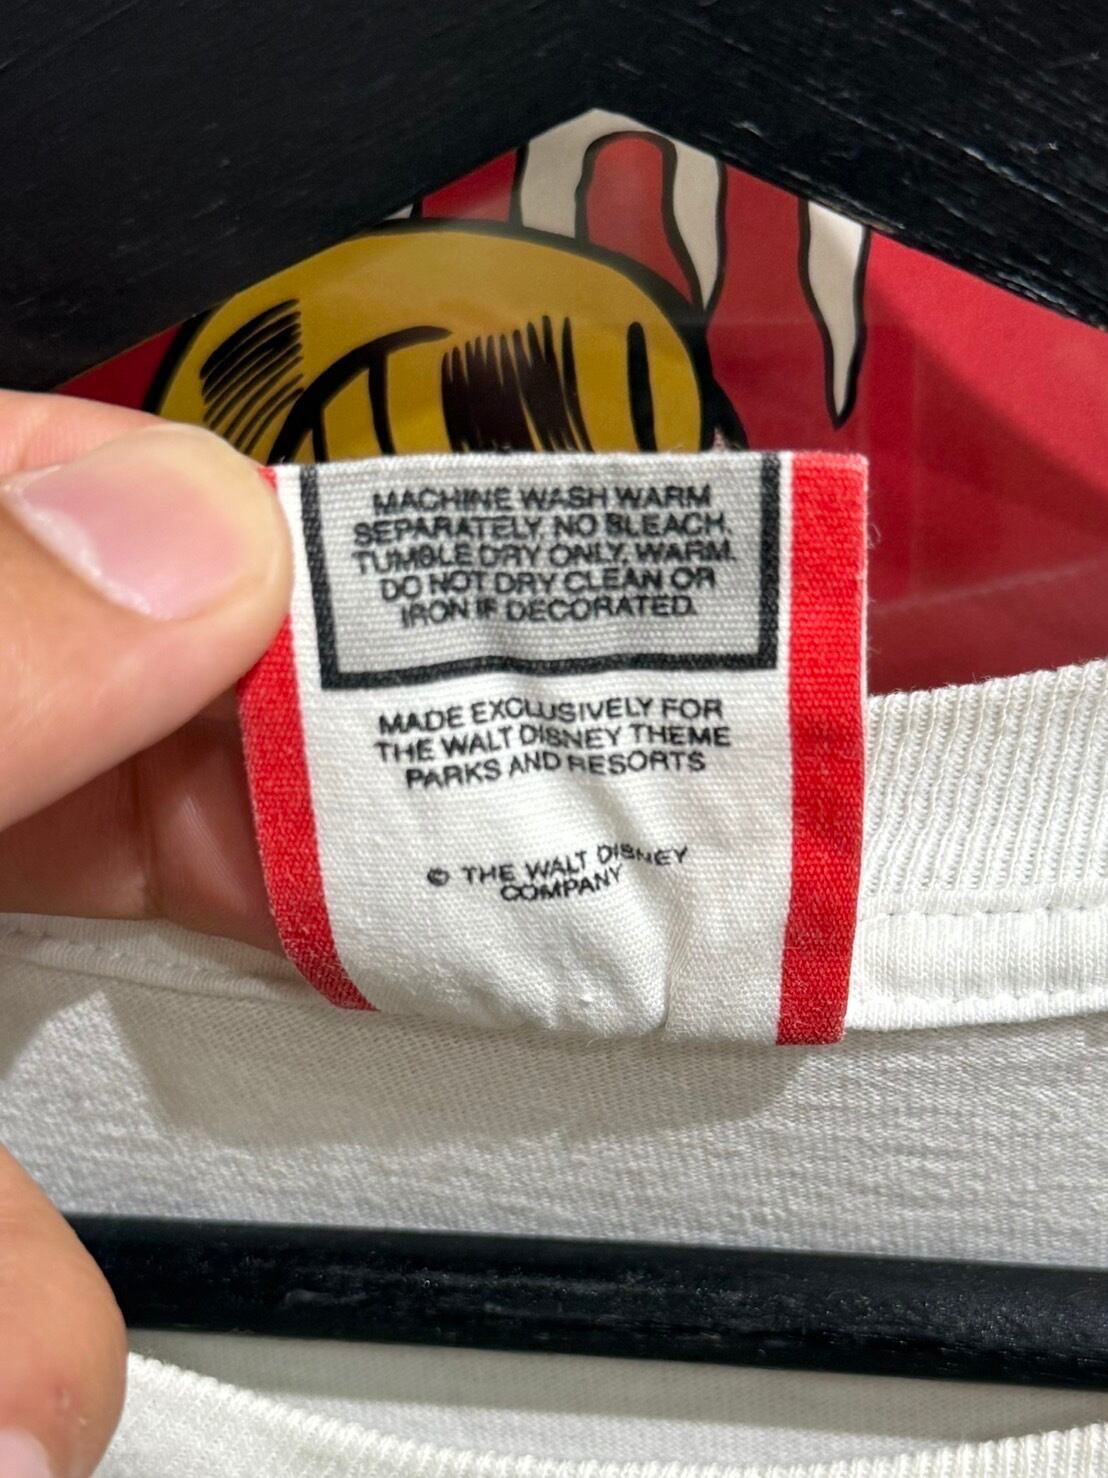 MACHINE WASH WARM
SEPARATELY. NO BLEACH.
TUMBLE DRY ONLY, WARM.
DO NOT DRY CLEAN OR
IRON IF DECORATED.
MADE EXCLUSIVELY FOR
THE WALT DISNEY THEME
PARKS AND RESORTS
© THE WALT DISNEY
COMPANY